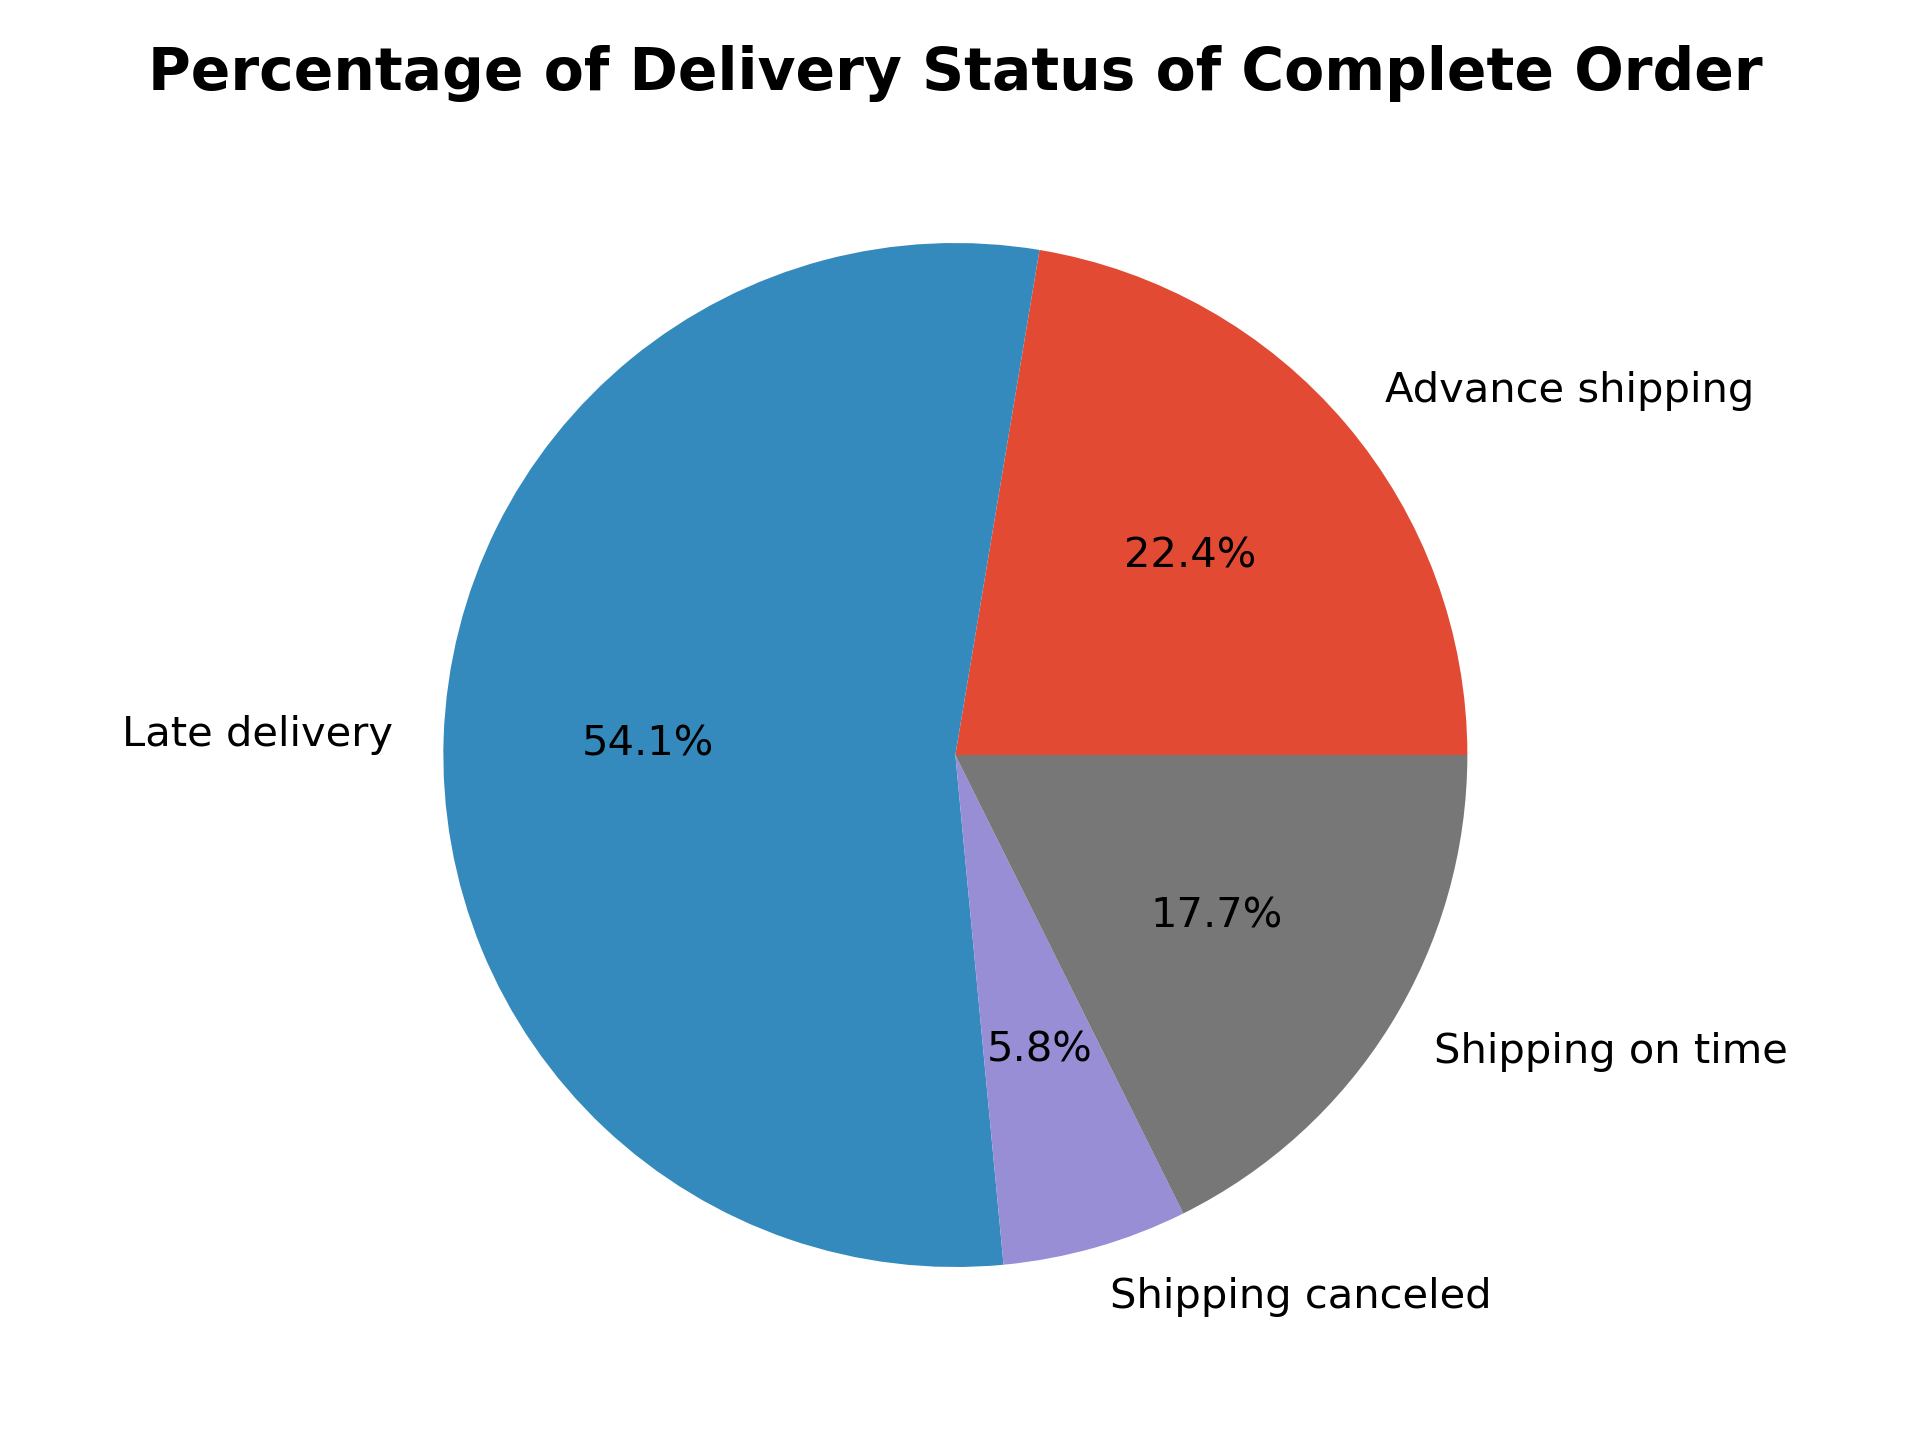 Percentage of Delivery Status of Complete Order
Advance shipping
22.4%
Late delivery
54.1%
17.7%
5.8%
Shipping on time
Shipping canceled